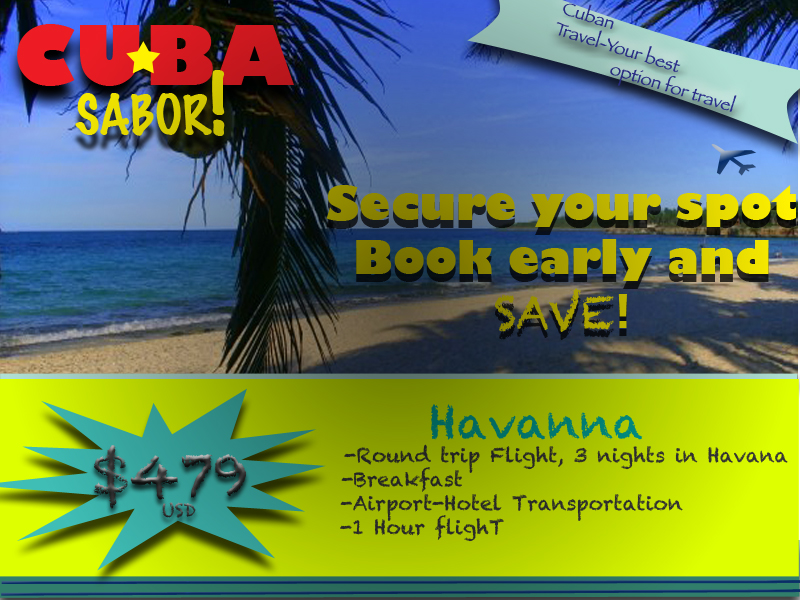 CUBA
SABOR!
Cuban
Travel-Your best
option for travel
Secure your spot
Book early and
SAVE!
Havanna
-Round trip Flight, 3 nights in Havana
-Breakfast
-Airport-Hotel Transportation
-1 Hour flighT
$479
USD